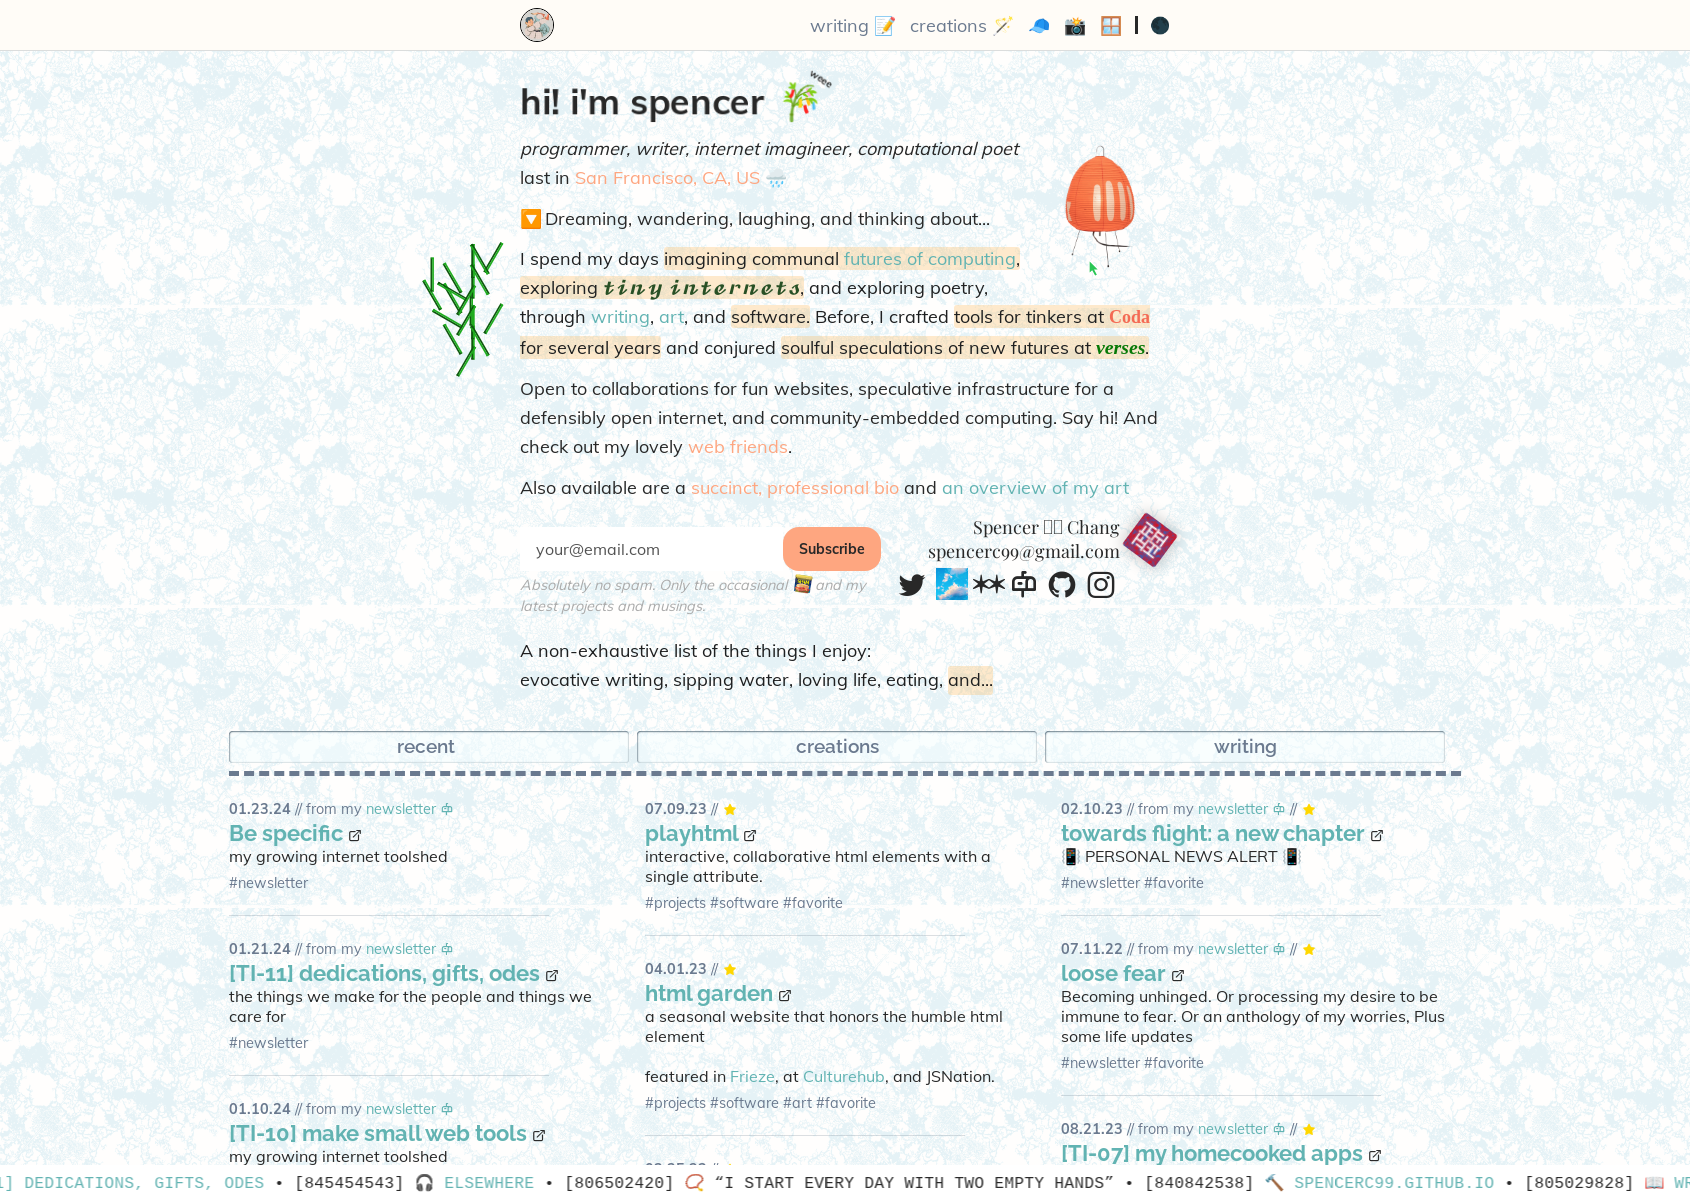 writing 📝 creations 🪄 🧢 📸 🪟 | 🌑
hi! i'm spencer 🎋
weee
programmer, writer, internet imagineer, computational poet
last in San Francisco, CA, US 🌧️
🔽 Dreaming, wandering, laughing, and thinking about...
I spend my days imagining communal futures of computing,
exploring tiny internets, and exploring poetry,
through writing, art, and software. Before, I crafted tools for tinkers at Coda
for several years and conjured soulful speculations of new futures at verses.
Open to collaborations for fun websites, speculative infrastructure for a
defensibly open internet, and community-embedded computing. Say hi! And
check out my lovely web friends.
Also available are a succinct, professional bio and an overview of my art
Spencer Chang
spencerc99@gmail.com
your@email.com
Subscribe
Absolutely no spam. Only the occasional and my
latest projects and musings.
A non-exhaustive list of the things I enjoy:
evocative writing, sipping water, loving life, eating, and...
recent
creations
writing
01.23.24 // from my newsletter
Be specific
my growing internet toolshed
#newsletter
01.21.24 // from my newsletter
[TI-11] dedications, gifts, odes
the things we make for the people and things we
care for
#newsletter
01.10.24 // from my newsletter
[TI-10] make small web tools
my growing internet toolshed
07.09.23 // ⭐
playhtml
interactive, collaborative html elements with a
single attribute.
#projects #software #favorite
04.01.23 // ⭐
html garden
a seasonal website that honors the humble html
element
featured in Frieze, at Culturehub, and JSNation.
#projects #software #art #favorite
02.10.23 // from my newsletter // ⭐
towards flight: a new chapter
📳 PERSONAL NEWS ALERT 📳
#newsletter #favorite
07.11.22 // from my newsletter // ⭐
loose fear
Becoming unhinged. Or processing my desire to be
immune to fear. Or an anthology of my worries, Plus
some life updates
#newsletter #favorite
08.21.23 // from my newsletter // ⭐
[TI-07] my homecooked apps
1] DEDICATIONS, GIFTS, ODES • [845454543] 🎧 ELSEWHERE • [806502420] 📿 “I START EVERY DAY WITH TWO EMPTY HANDS” • [840842538] 🔨 SPENCERC99.GITHUB.IO • [805029828] 📖 WR